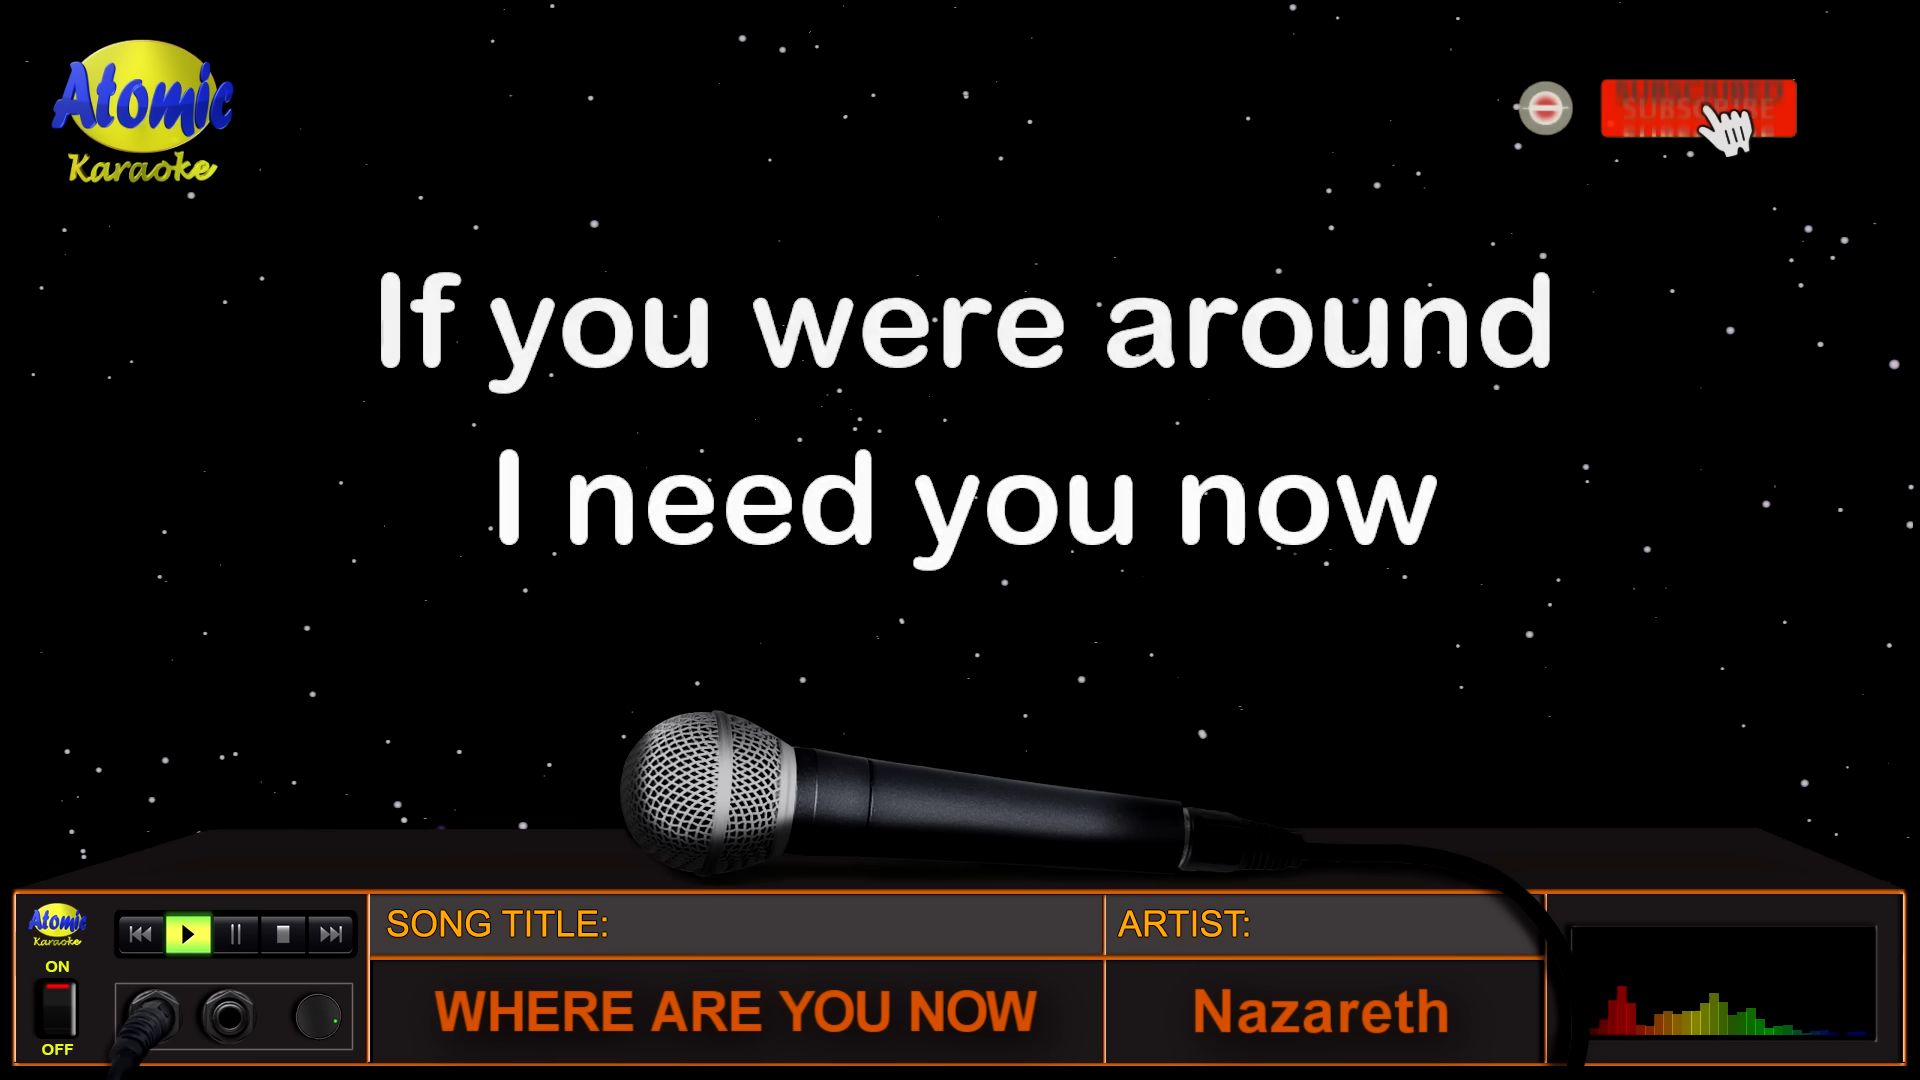 Atomic
Karaoke
SUBSCRIBE
If you were around
I need you now
Atomic
Karaoke
ON
OFF
SONG TITLE:
ARTIST:
WHERE ARE YOU NOW
Nazareth